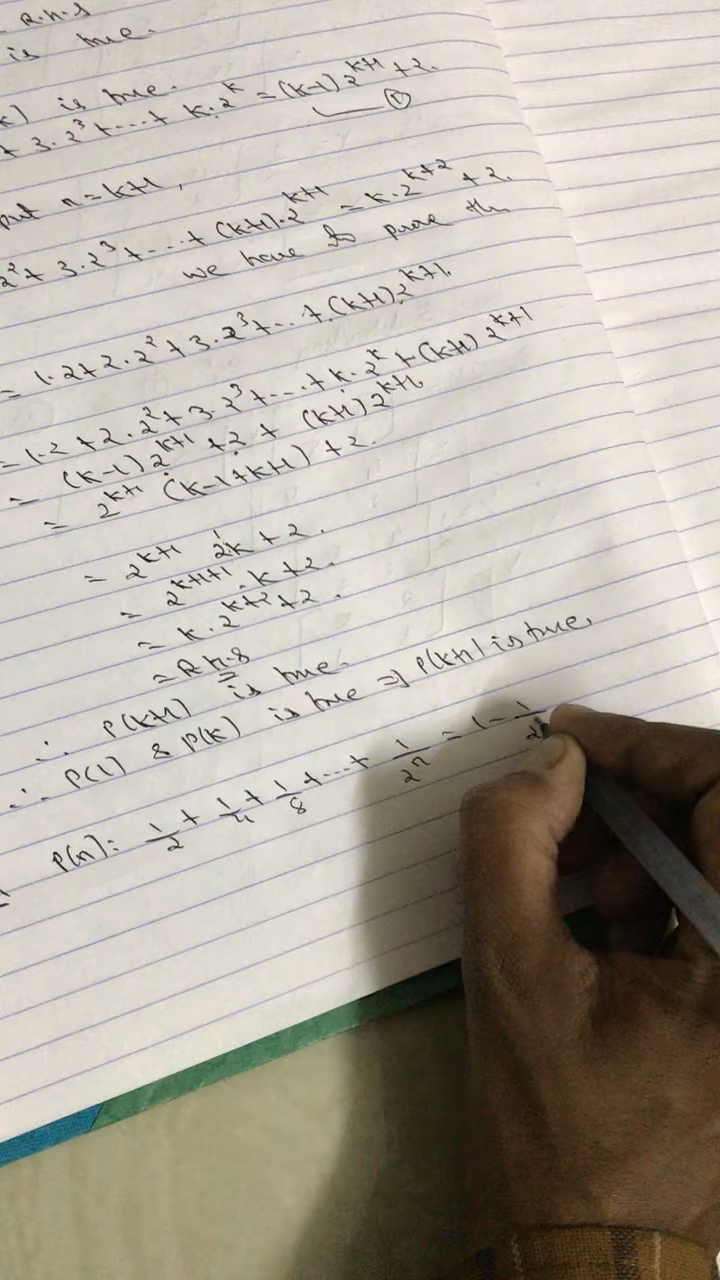 R.H.S
is true.
k) is true.
+ 3.2³ + ---- + k.2^k = (k-1)2^{k+1} + 2. ①
put n = k+1,
2² + 3.2³ + ---- + (k+1).2^{k+1} = k.2^{k+2} + 2.
we have to prove th
= 1.2 + 2.2² + 3.2³ + --- + (k+1).2^{k+1}.
= 1.2 + 2.2² + 3.2³ + ---- + k.2^k + (k+1) 2^{k+1}
= (k-1) 2^{k+1} + 2 + (k+1) 2^{k+1}.
= 2^{k+1} (k-1+k+1) + 2.
= 2^{k+1} 2k + 2.
= 2^{k+1+1}.k + 2.
= k.2^{k+2} + 2.
= R.H.S
∴ P(k+1) is true.
∴ P(1) & P(k) is true ⇒ P(k+1) is true.
P(n): 1/2 + 1/4 + 1/8 + --- + 1/2^n = 1 - 1/2